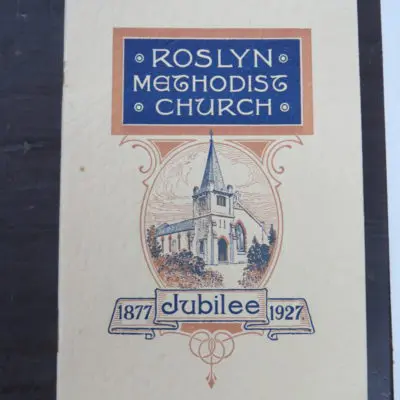 ROSLYN
METHODIST
CHURCH
1877 Jubilee 1927